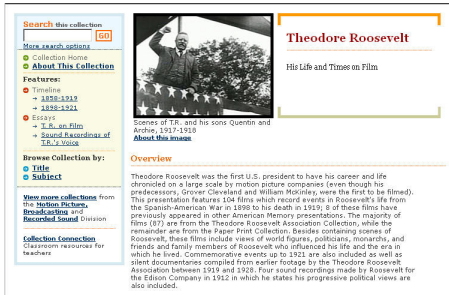 Search this collection
GO
More search options
Collection Home
About This Collection
Features:
Timeline
1858-1919
1898-1921
Essays
T. R. on Film
Sound Recordings of
T.R.'s Voice
Browse Collection by:
Title
Subject
View more collections from
the Motion Picture,
Broadcasting and
Recorded Sound Division
Collection Connection
Classroom resources for
teachers
Scenes of T.R. and his sons Quentin and
Archie, 1917-1918
About this image
Theodore Roosevelt
His Life and Times on Film
Overview
Theodore Roosevelt was the first U.S. president to have his career and life
chronicled on a large scale by motion picture companies (even though his
predecessors, Grover Cleveland and William McKinley, were the first to be filmed).
This presentation features 104 films which record events in Roosevelt's life from
the Spanish-American War in 1898 to his death in 1919; 8 of these films have
previously appeared in other American Memory presentations. The majority of
films (87) are from the Theodore Roosevelt Association Collection, while the
remainder are from the Paper Print Collection. Besides containing scenes of
Roosevelt, these films include views of world figures, politicians, monarchs, and
friends and family members of Roosevelt who influenced his life and the era in
which he lived. Commemorative events up to 1921 are also included as well as
silent documentaries compiled from earlier footage by the Theodore Roosevelt
Association between 1919 and 1928. Four sound recordings made by Roosevelt for
the Edison Company in 1912 in which he states his progressive political views are
also included.